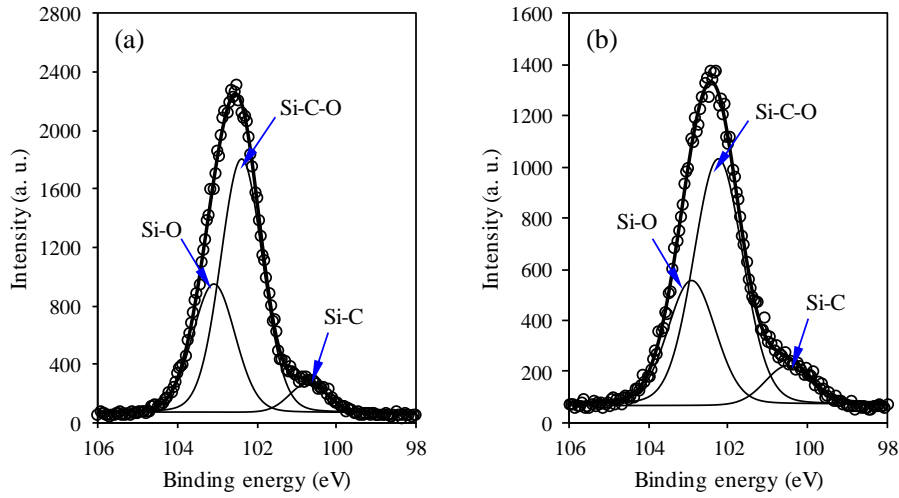 (a)
2800
2400
2000
1600
1200
800
400
0
Intensity (a. u.)
Si-C-O
Si-O
Si-C
106 104 102 100 98
Binding energy (eV)
(b)
1600
1400
1200
1000
800
600
400
200
0
Intensity (a. u.)
Si-C-O
Si-O
Si-C
106 104 102 100 98
Binding energy (eV)